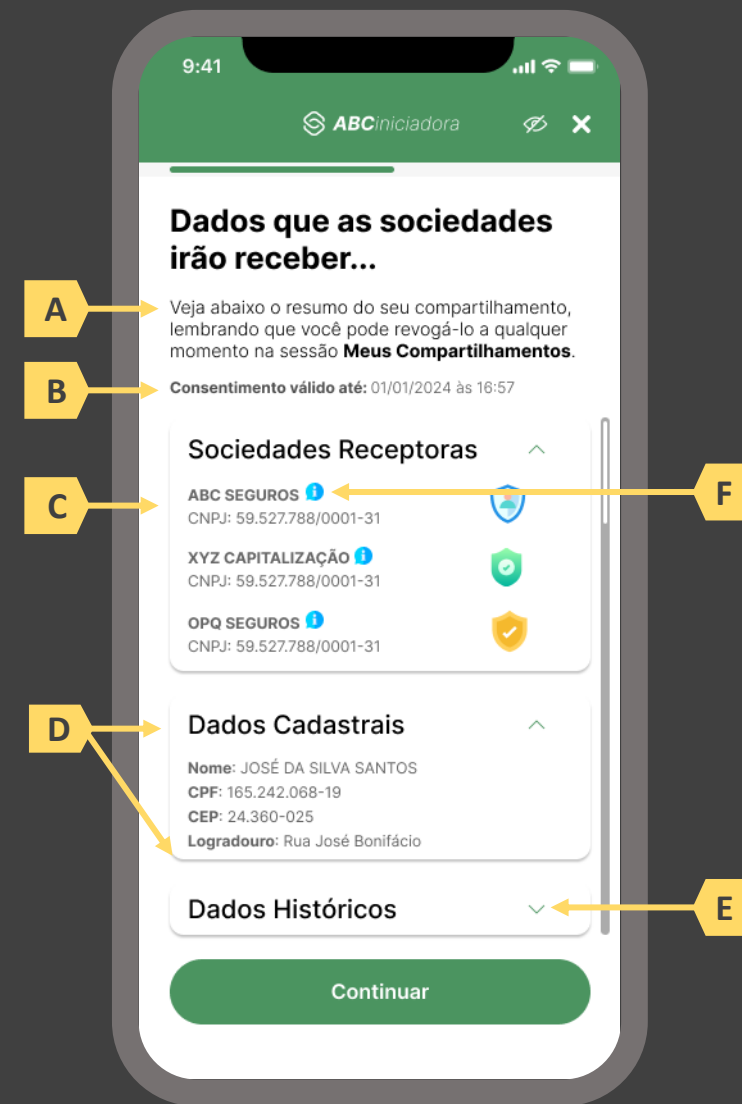 9:41
ABCiniciadora
Dados que as sociedades
irão receber...
A
Veja abaixo o resumo do seu compartilhamento,
lembrando que você pode revogá-lo a qualquer
momento na sessão Meus Compartilhamentos.
B
Consentimento válido até: 01/01/2024 às 16:57
Sociedades Receptoras
C
ABC SEGUROS
F
CNPJ: 59.527.788/0001-31
XYZ CAPITALIZAÇÃO
CNPJ: 59.527.788/0001-31
OPQ SEGUROS
CNPJ: 59.527.788/0001-31
D
Dados Cadastrais
Nome: JOSÉ DA SILVA SANTOS
CPF: 165.242.068-19
CEP: 24.360-025
Logradouro: Rua José Bonifácio
Dados Históricos
E
Continuar